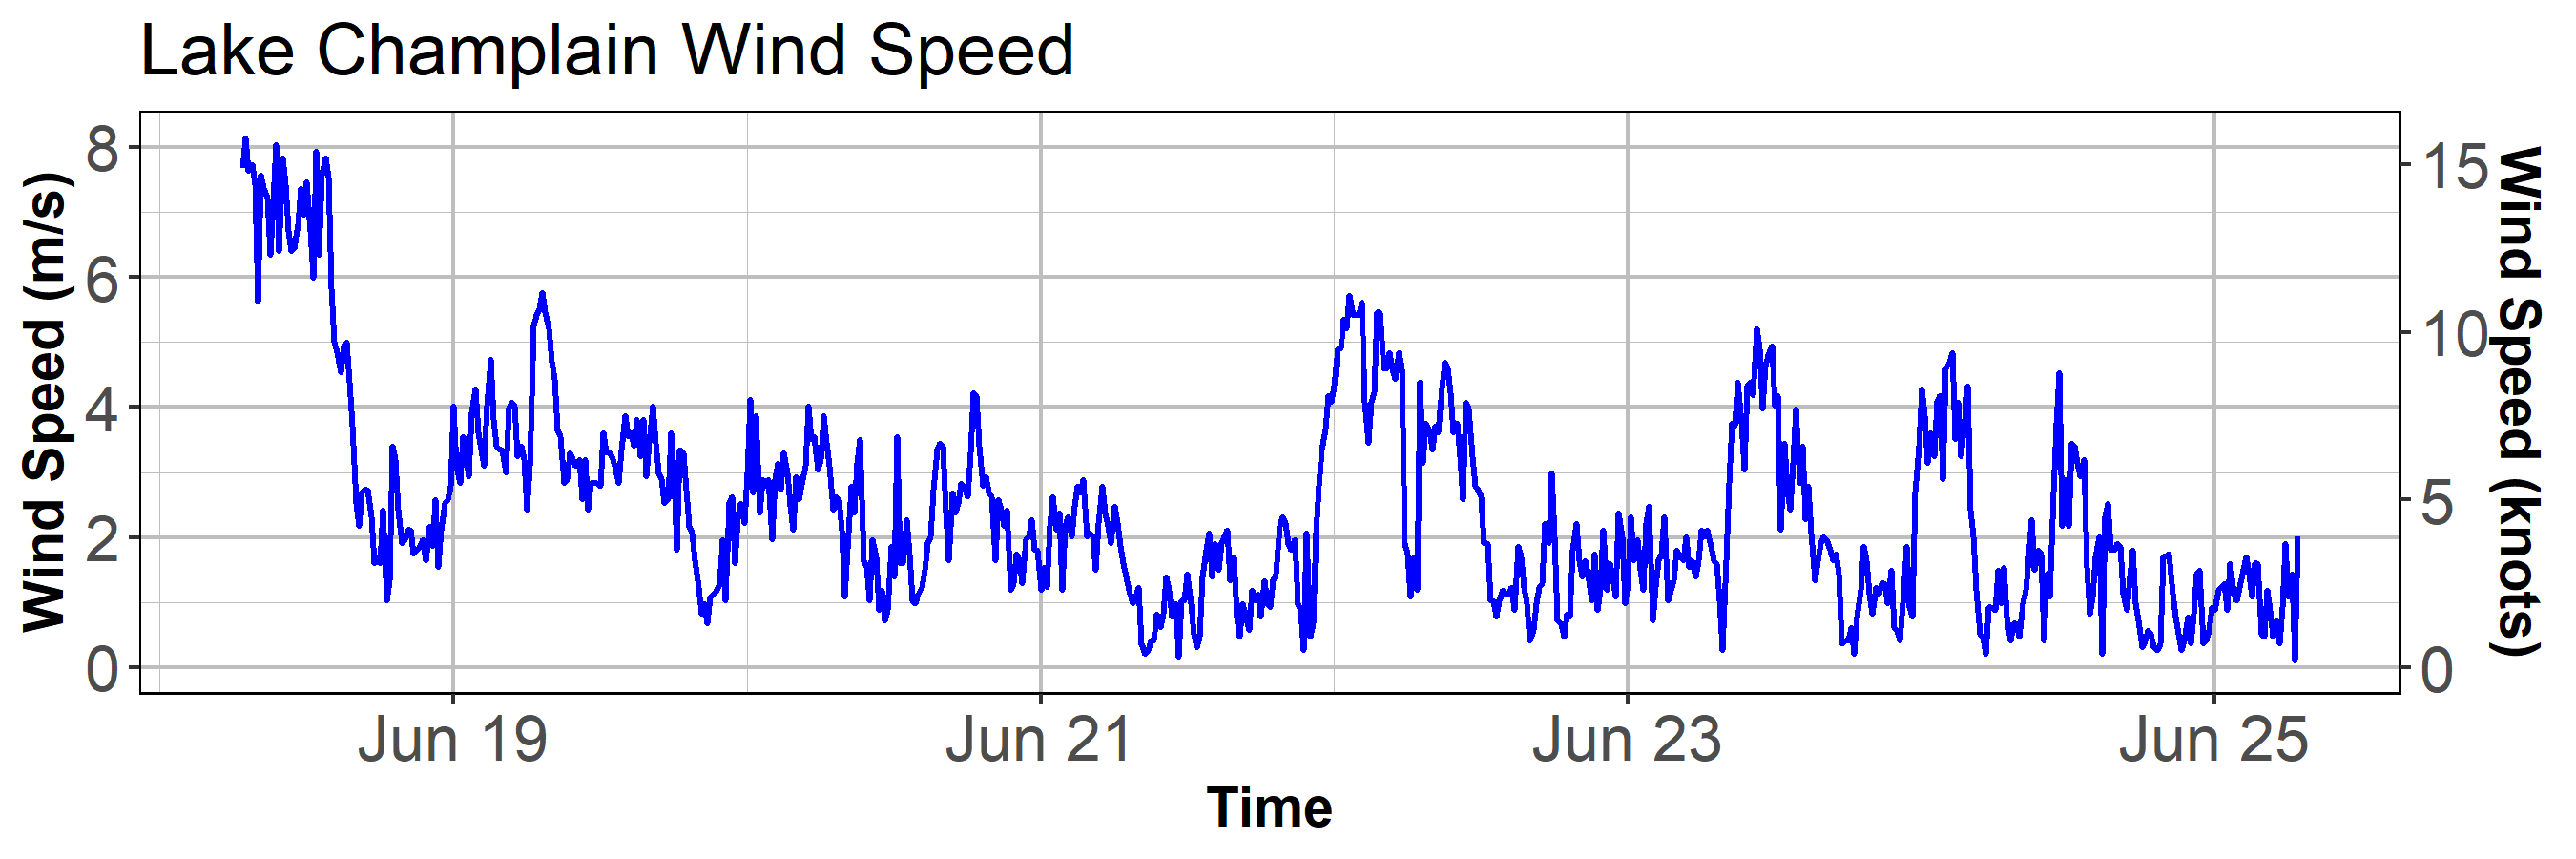 Lake Champlain Wind Speed
Wind Speed (m/s)
8
6
4
2
0
15
10
5
0
Wind Speed (knots)
Jun 19
Jun 21
Jun 23
Jun 25
Time